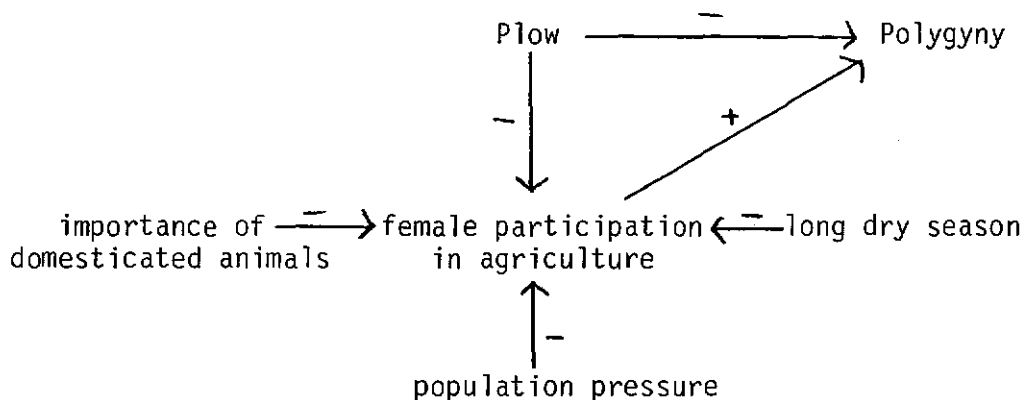 −
Plow Polygyny
− +
− −
importance of female participation long dry season
domesticated animals in agriculture
−
population pressure